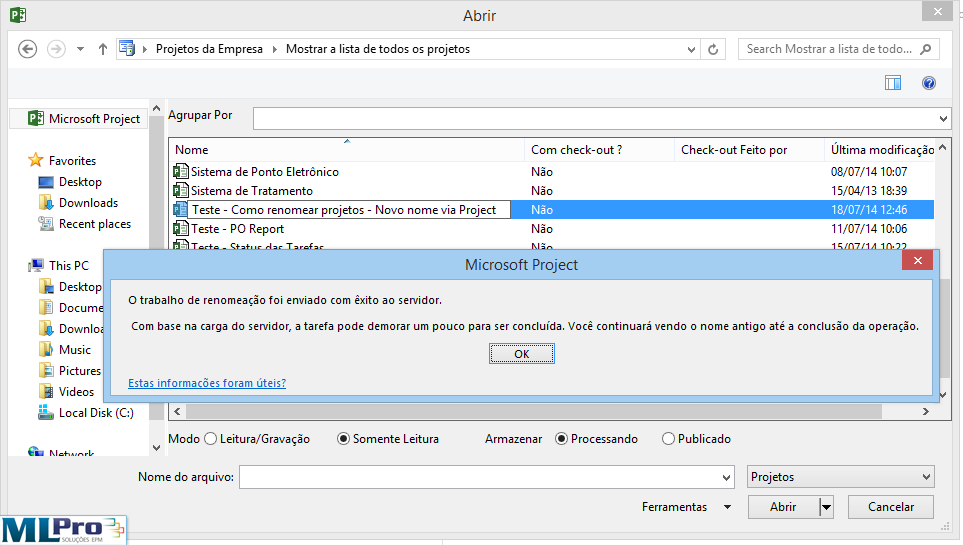 Abrir
Projetos da Empresa
Mostrar a lista de todos os projetos
Search Mostrar a lista de todo...
Microsoft Project
Agrupar Por
Nome Com check-out ? Check-out Feito por Última modificação
Favorites
Desktop
Downloads
Recent places
Sistema de Ponto Eletrônico Não 08/07/14 10:07
Sistema de Tratamento Não 15/04/13 18:39
Teste - Como renomear projetos - Novo nome via Project Não 18/07/14 12:46
Teste - PO Report Não 11/07/14 10:06
Teste - Status das Tarefas Não 15/07/14 10:22
This PC
Desktop
Docume
Downloa
Music
Pictures
Videos
Local Disk (C:)
Network
Microsoft Project
O trabalho de renomeação foi enviado com êxito ao servidor.
Com base na carga do servidor, a tarefa pode demorar um pouco para ser concluída. Você continuará vendo o nome antigo até a conclusão da operação.
OK
Estas informações foram úteis?
Modo Leitura/Gravação Somente Leitura Armazenar Processando Publicado
Nome do arquivo: Projetos
Ferramentas Abrir Cancelar
MLPro
SOLUÇÕES EPM